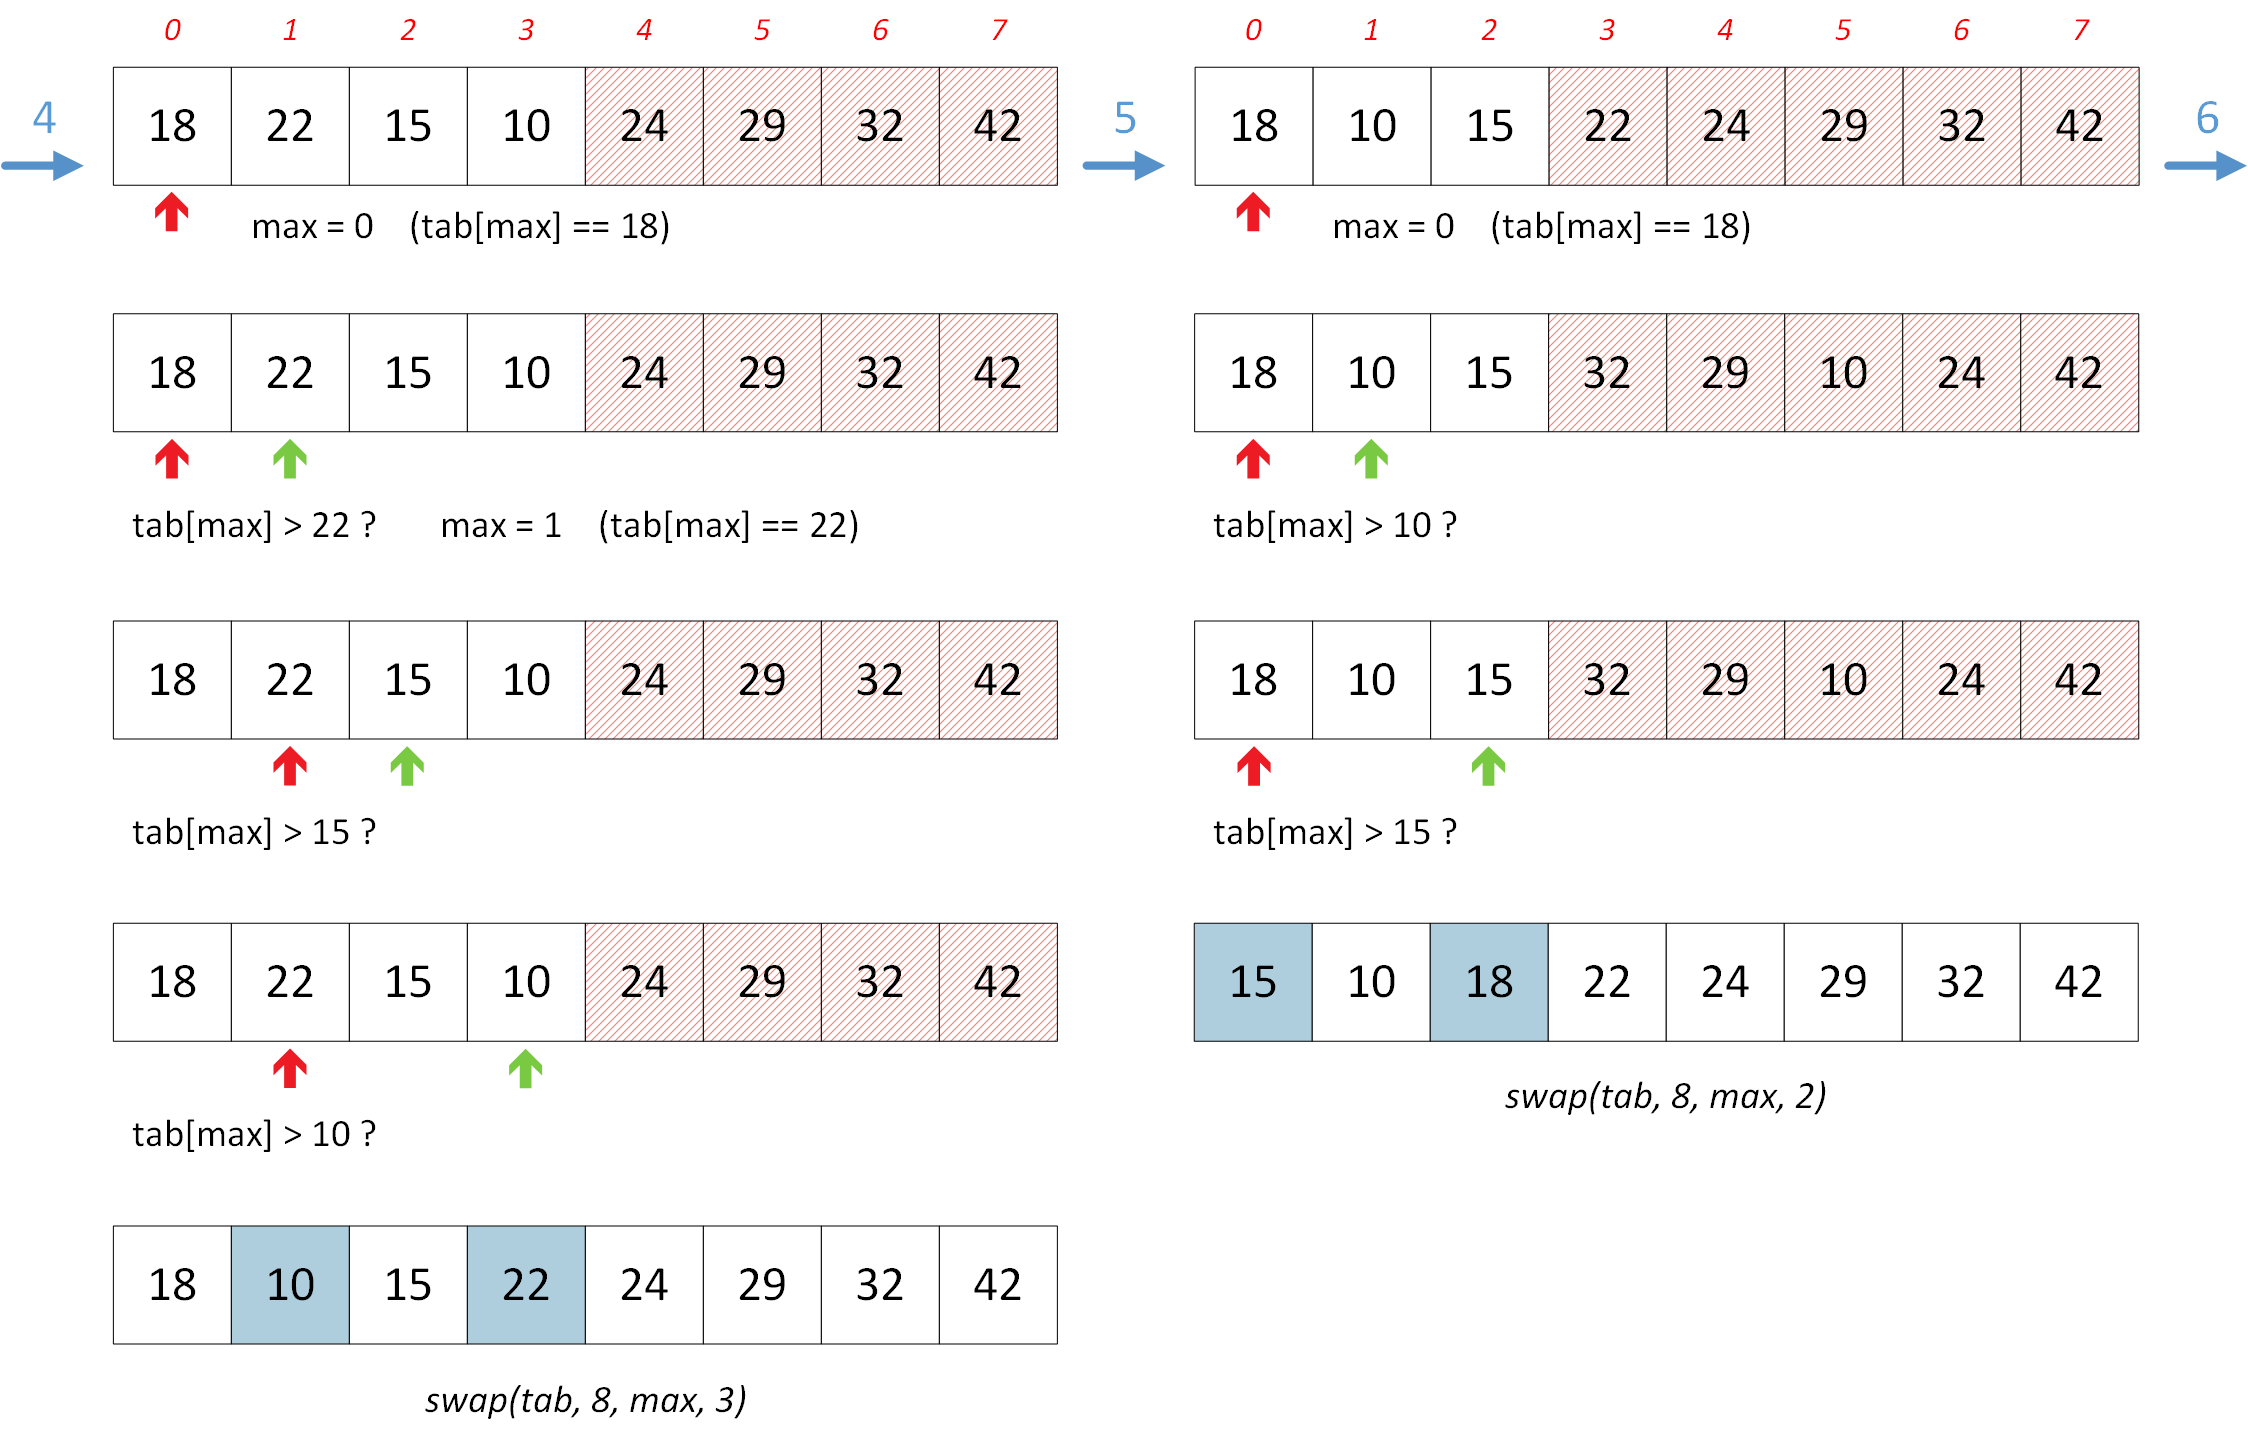 0 1 2 3 4 5 6 7
4
18 22 15 10 24 29 32 42
max = 0 (tab[max] == 18)
18 22 15 10 24 29 32 42
tab[max] > 22 ? max = 1 (tab[max] == 22)
18 22 15 10 24 29 32 42
tab[max] > 15 ?
18 22 15 10 24 29 32 42
tab[max] > 10 ?
18 10 15 22 24 29 32 42
swap(tab, 8, max, 3)
0 1 2 3 4 5 6 7
5
18 10 15 22 24 29 32 42
6
max = 0 (tab[max] == 18)
18 10 15 32 29 10 24 42
tab[max] > 10 ?
18 10 15 32 29 10 24 42
tab[max] > 15 ?
15 10 18 22 24 29 32 42
swap(tab, 8, max, 2)